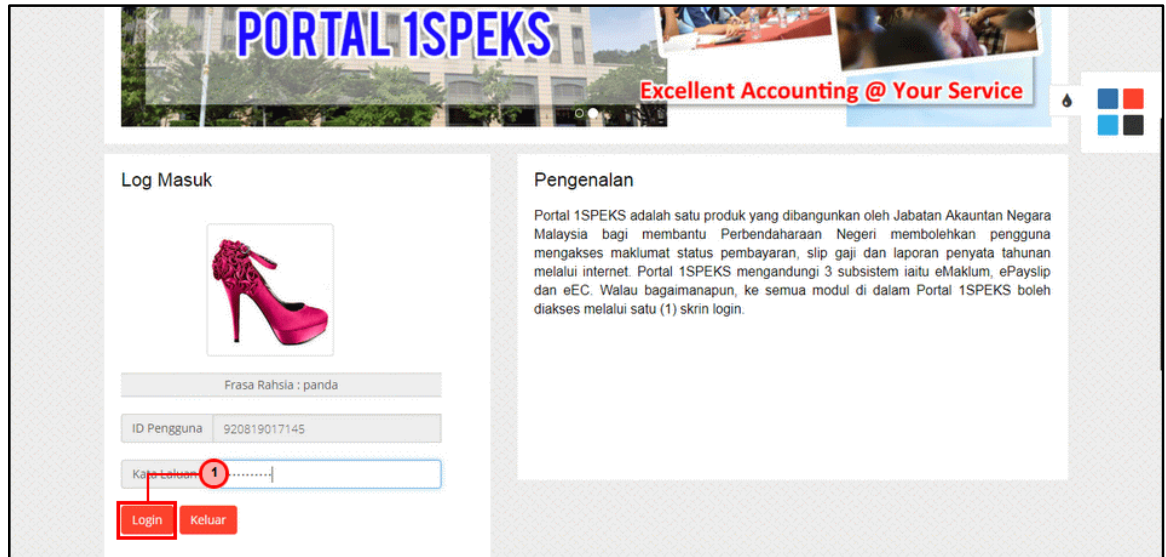 PORTAL 1SPEKS
Excellent Accounting @ Your Service
Log Masuk
Frasa Rahsia : panda
ID Pengguna 920819017145
Kata Laluan 1 ..........
Login Keluar
Pengenalan
Portal 1SPEKS adalah satu produk yang dibangunkan oleh Jabatan Akauntan Negara
Malaysia bagi membantu Perbendaharaan Negeri membolehkan pengguna
mengakses maklumat status pembayaran, slip gaji dan laporan penyata tahunan
melalui internet. Portal 1SPEKS mengandungi 3 subsistem iaitu eMaklum, ePayslip
dan eEC. Walau bagaimanapun, ke semua modul di dalam Portal 1SPEKS boleh
diakses melalui satu (1) skrin login.